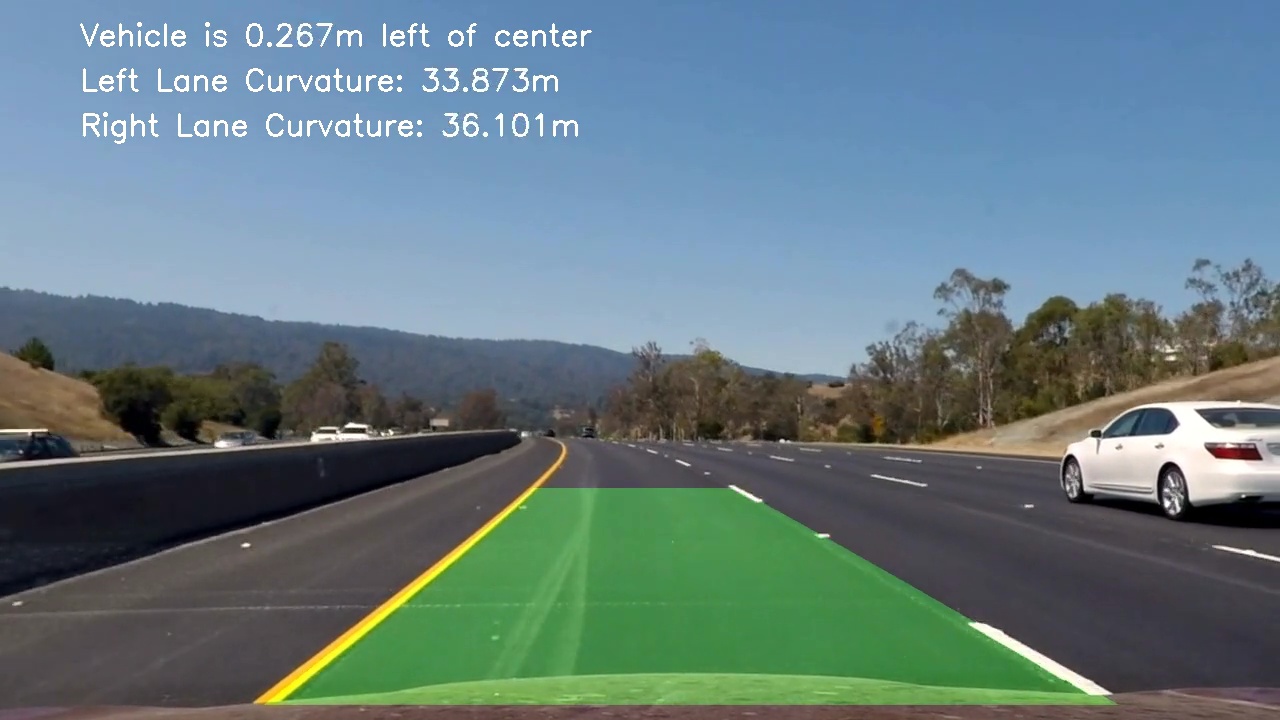 Vehicle is 0.267m left of center
Left Lane Curvature: 33.873m
Right Lane Curvature: 36.101m